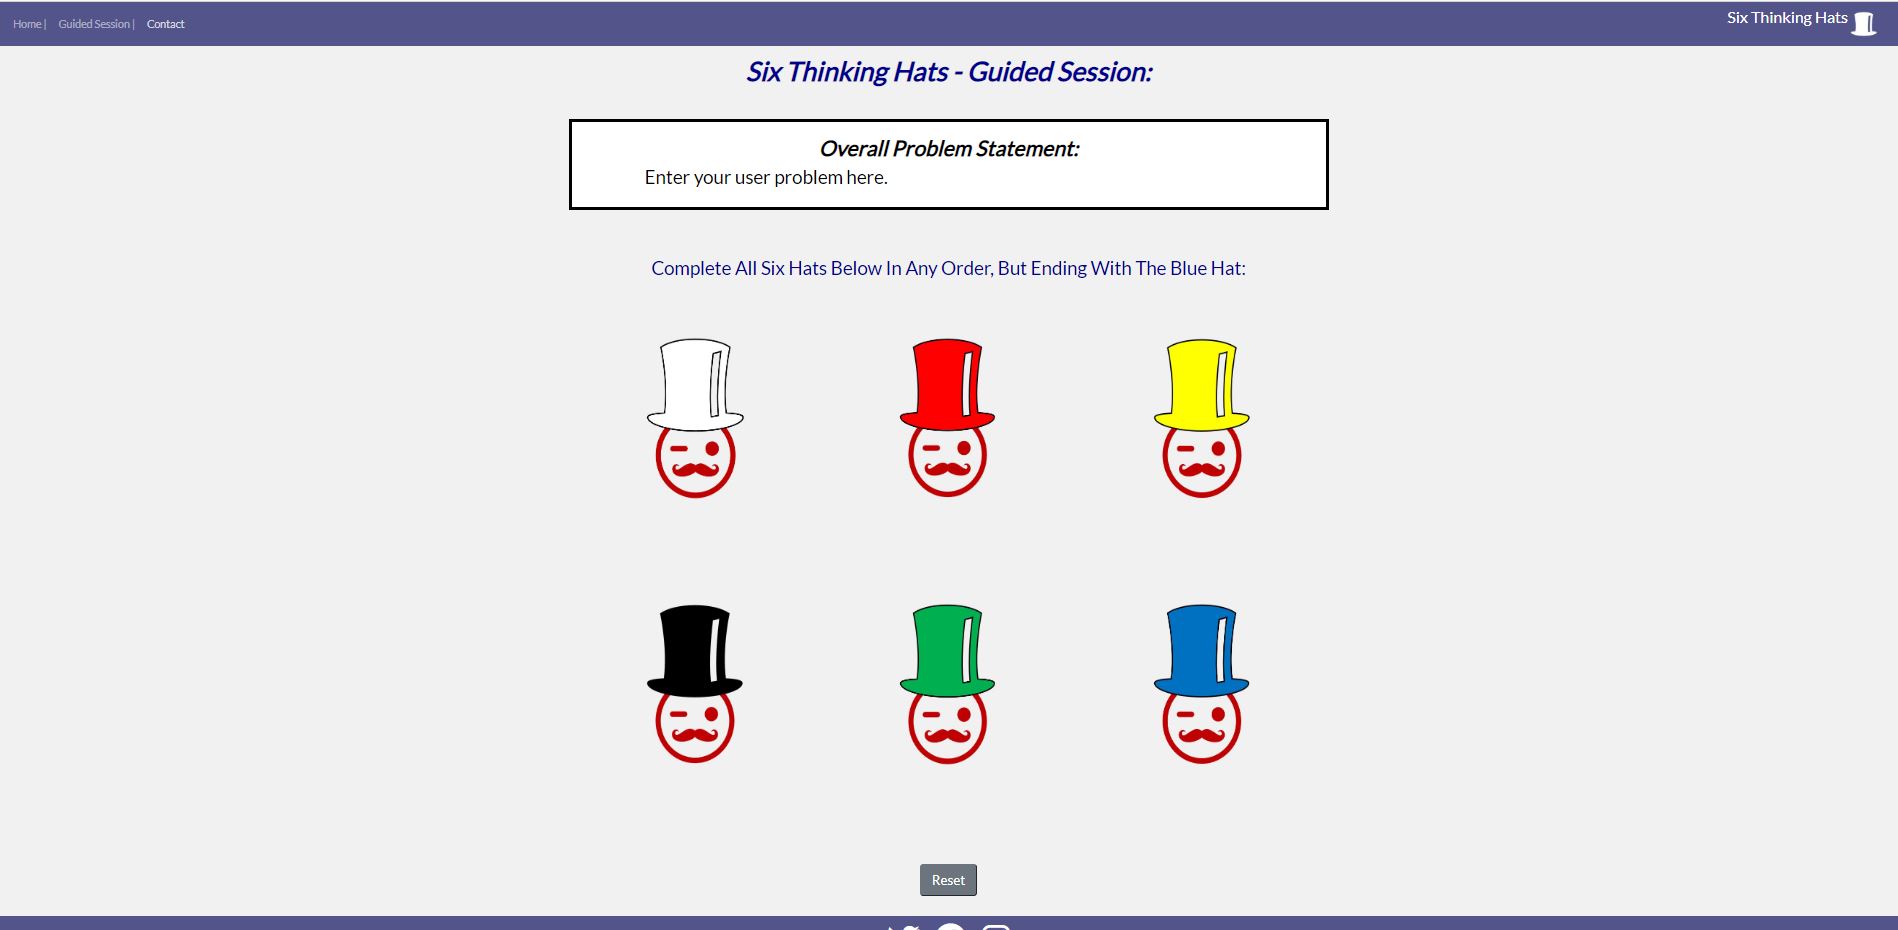 Home |  Guided Session |  Contact
Six Thinking Hats
Six Thinking Hats - Guided Session:
Overall Problem Statement:
Enter your user problem here.
Complete All Six Hats Below In Any Order, But Ending With The Blue Hat:
Reset